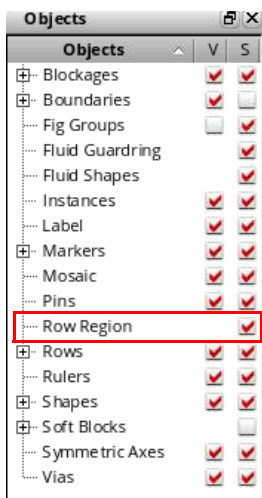 Objects
Objects V S
Blockages
Boundaries
Fig Groups
Fluid Guardring
Fluid Shapes
Instances
Label
Markers
Mosaic
Pins
Row Region
Rows
Rulers
Shapes
Soft Blocks
Symmetric Axes
Vias